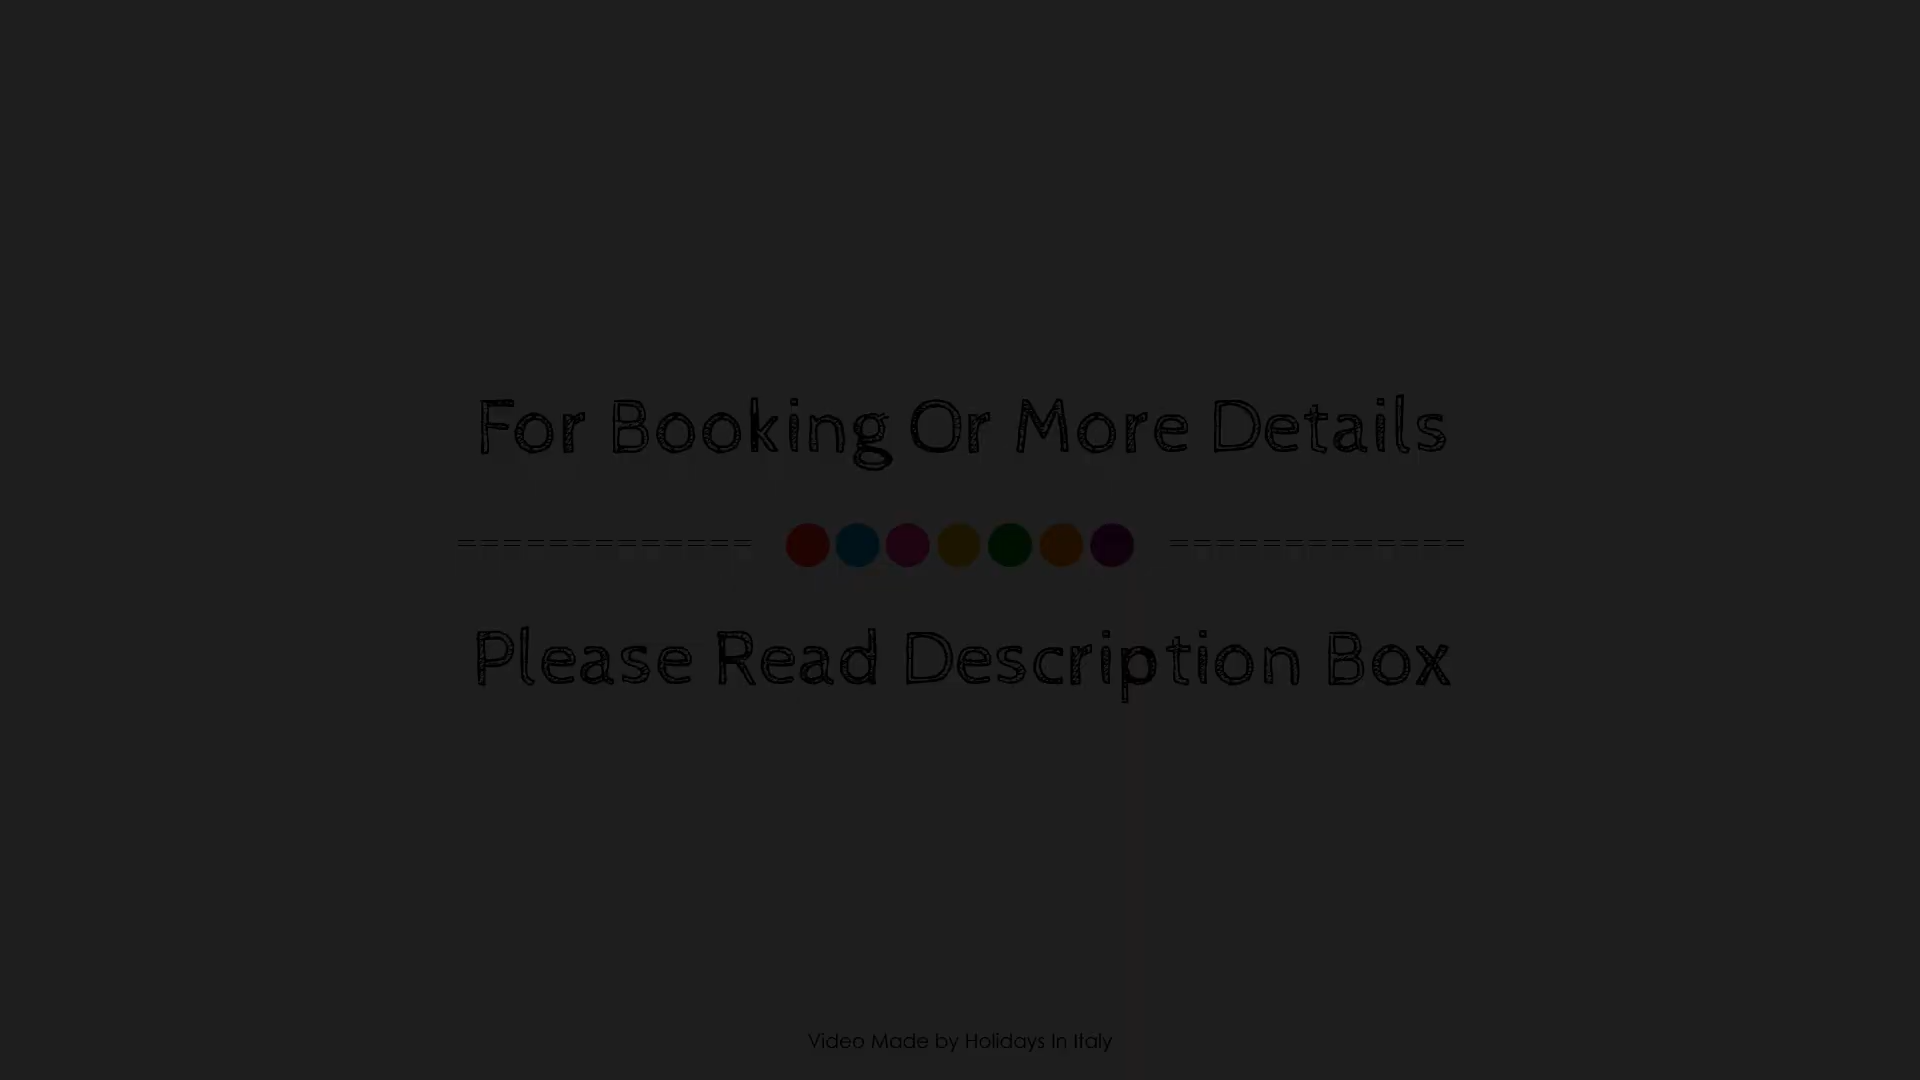 For Booking Or More Details
============= =============
Please Read Description Box
Video Made by Holidays In Italy